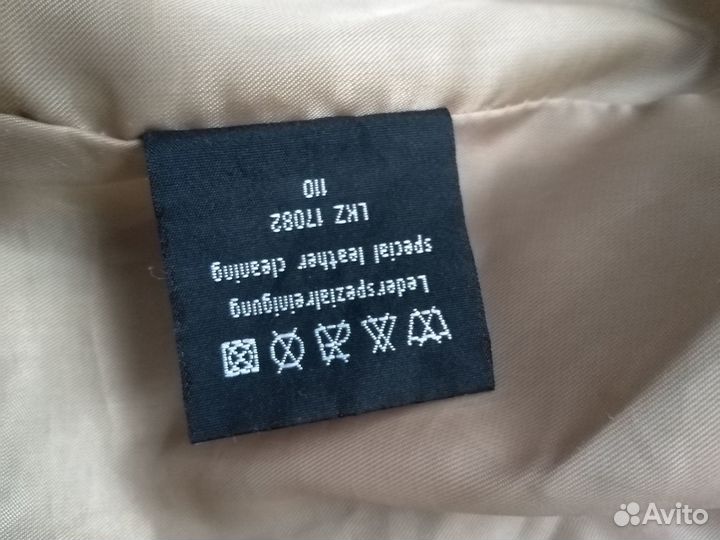 Lederspezialreinigung
special leather cleaning
LKZ 17082
110
Avito